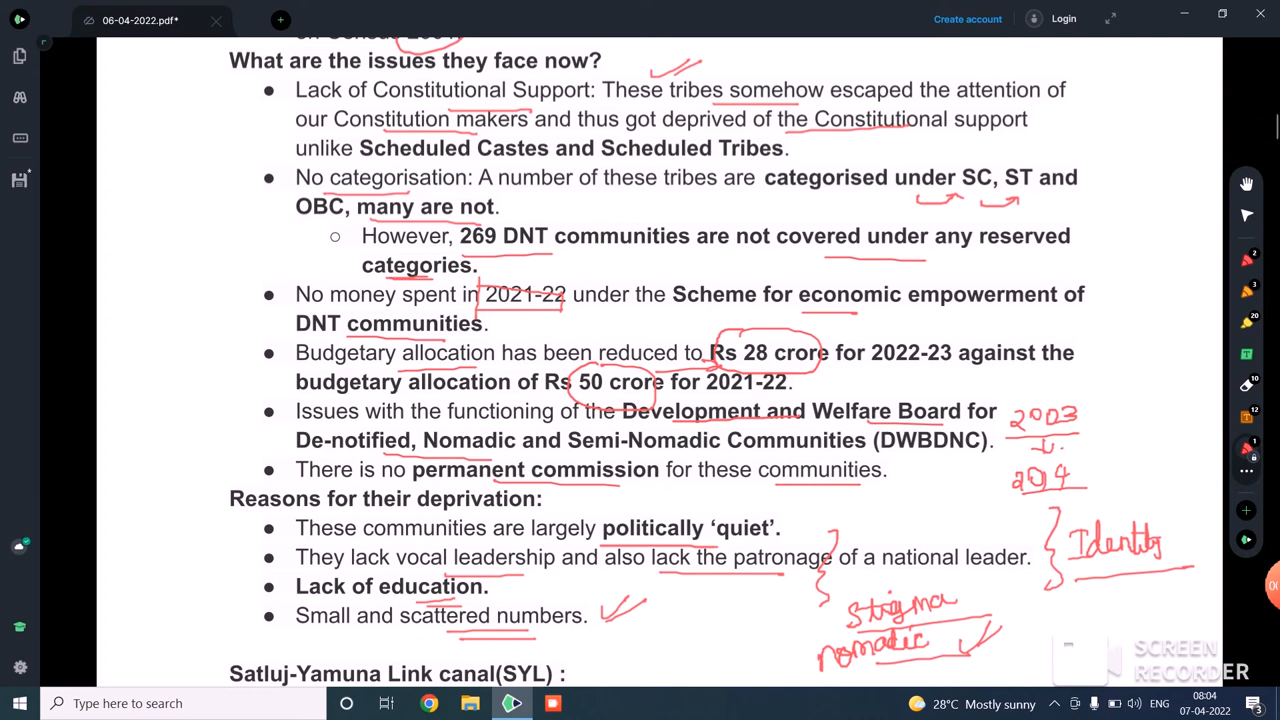 06-04-2022.pdf*
Create account
Login
What are the issues they face now?
● Lack of Constitutional Support: These tribes somehow escaped the attention of
our Constitution makers and thus got deprived of the Constitutional support
unlike Scheduled Castes and Scheduled Tribes.
● No categorisation: A number of these tribes are categorised under SC, ST and
OBC, many are not.
○ However, 269 DNT communities are not covered under any reserved
categories.
● No money spent in 2021-22 under the Scheme for economic empowerment of
DNT communities.
● Budgetary allocation has been reduced to Rs 28 crore for 2022-23 against the
budgetary allocation of Rs 50 crore for 2021-22.
● Issues with the functioning of the Development and Welfare Board for
De-notified, Nomadic and Semi-Nomadic Communities (DWBDNC).
2003
2014
● There is no permanent commission for these communities.
Reasons for their deprivation:
● These communities are largely politically ‘quiet’.
● They lack vocal leadership and also lack the patronage of a national leader.
Identity
● Lack of education.
● Small and scattered numbers.
Stigma
nomadic
Satluj-Yamuna Link canal(SYL) :
SCREEN
RECORDER
Type here to search
28°C Mostly sunny
ENG
08:04
07-04-2022